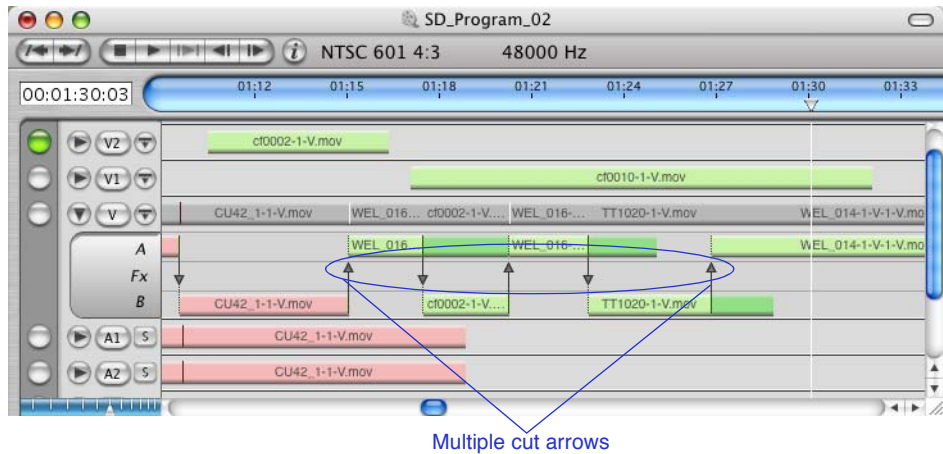 SD_Program_02
i NTSC 601 4:3 48000 Hz
00:01:30:03 01:12 01:15 01:18 01:21 01:24 01:27 01:30 01:33
V2 cf0002-1-V.mov
V1 cf0010-1-V.mov
V CU42_1-1-V.mov WEL_016... cf0002-1-V.... WEL_016-... TT1020-1-V.mov WEL_014-1-V-1-V.mo
A WEL_016... WEL_016-... WEL_014-1-V-1-V.mo
Fx
B CU42_1-1-V.mov cf0002-1-V.... TT1020-1-V.mov
A1 S CU42_1-1-V.mov
A2 S CU42_1-1-V.mov
Multiple cut arrows